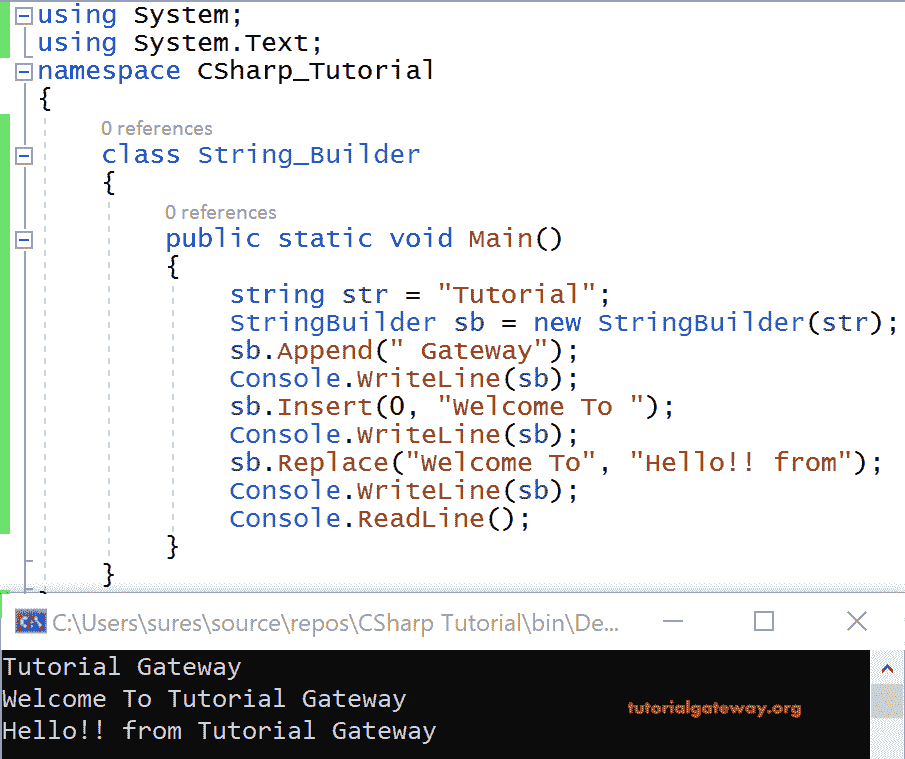 using System;
using System.Text;
namespace CSharp_Tutorial
{
0 references
class String_Builder
{
0 references
public static void Main()
{
string str = "Tutorial";
StringBuilder sb = new StringBuilder(str);
sb.Append(" Gateway");
Console.WriteLine(sb);
sb.Insert(0, "Welcome To ");
Console.WriteLine(sb);
sb.Replace("Welcome To", "Hello!! from");
Console.WriteLine(sb);
Console.ReadLine();
}
}
C:\Users\sures\source\repos\CSharp Tutorial\bin\De...
Tutorial Gateway
Welcome To Tutorial Gateway
tutorialgateway.org
Hello!! from Tutorial Gateway